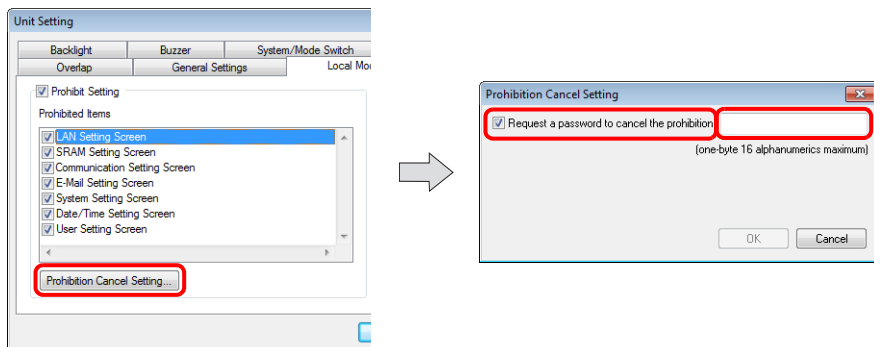 Unit Setting
Backlight Buzzer System/Mode Switch
Overlap General Settings Local Mo
Prohibit Setting
Prohibited Items
LAN Setting Screen
SRAM Setting Screen
Communication Setting Screen
E-Mail Setting Screen
System Setting Screen
Date/Time Setting Screen
User Setting Screen
Prohibition Cancel Setting...
Prohibition Cancel Setting
Request a password to cancel the prohibition
(one-byte 16 alphanumerics maximum)
OK Cancel